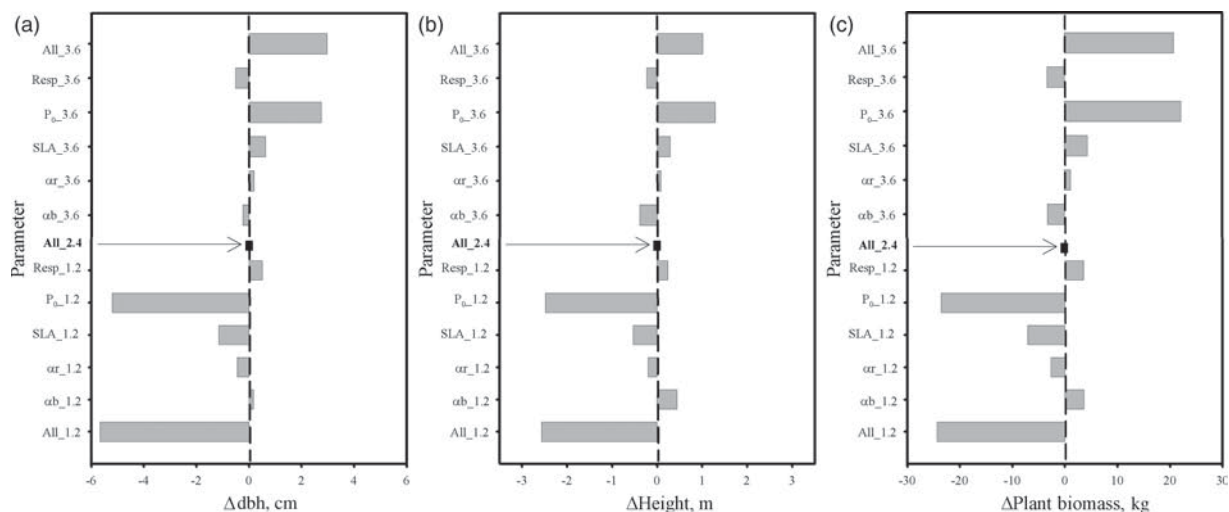 (a)
Parameter
All_3.6
Resp_3.6
P₀_3.6
SLA_3.6
αr_3.6
αb_3.6
All_2.4
Resp_1.2
P₀_1.2
SLA_1.2
αr_1.2
αb_1.2
All_1.2
-6 -4 -2 0 2 4 6
Δdbh, cm
(b)
Parameter
All_3.6
Resp_3.6
P₀_3.6
SLA_3.6
αr_3.6
αb_3.6
All_2.4
Resp_1.2
P₀_1.2
SLA_1.2
αr_1.2
αb_1.2
All_1.2
-3 -2 -1 0 1 2 3
ΔHeight, m
(c)
Parameter
All_3.6
Resp_3.6
P₀_3.6
SLA_3.6
αr_3.6
αb_3.6
All_2.4
Resp_1.2
P₀_1.2
SLA_1.2
αr_1.2
αb_1.2
All_1.2
-30 -20 -10 0 10 20 30
ΔPlant biomass, kg